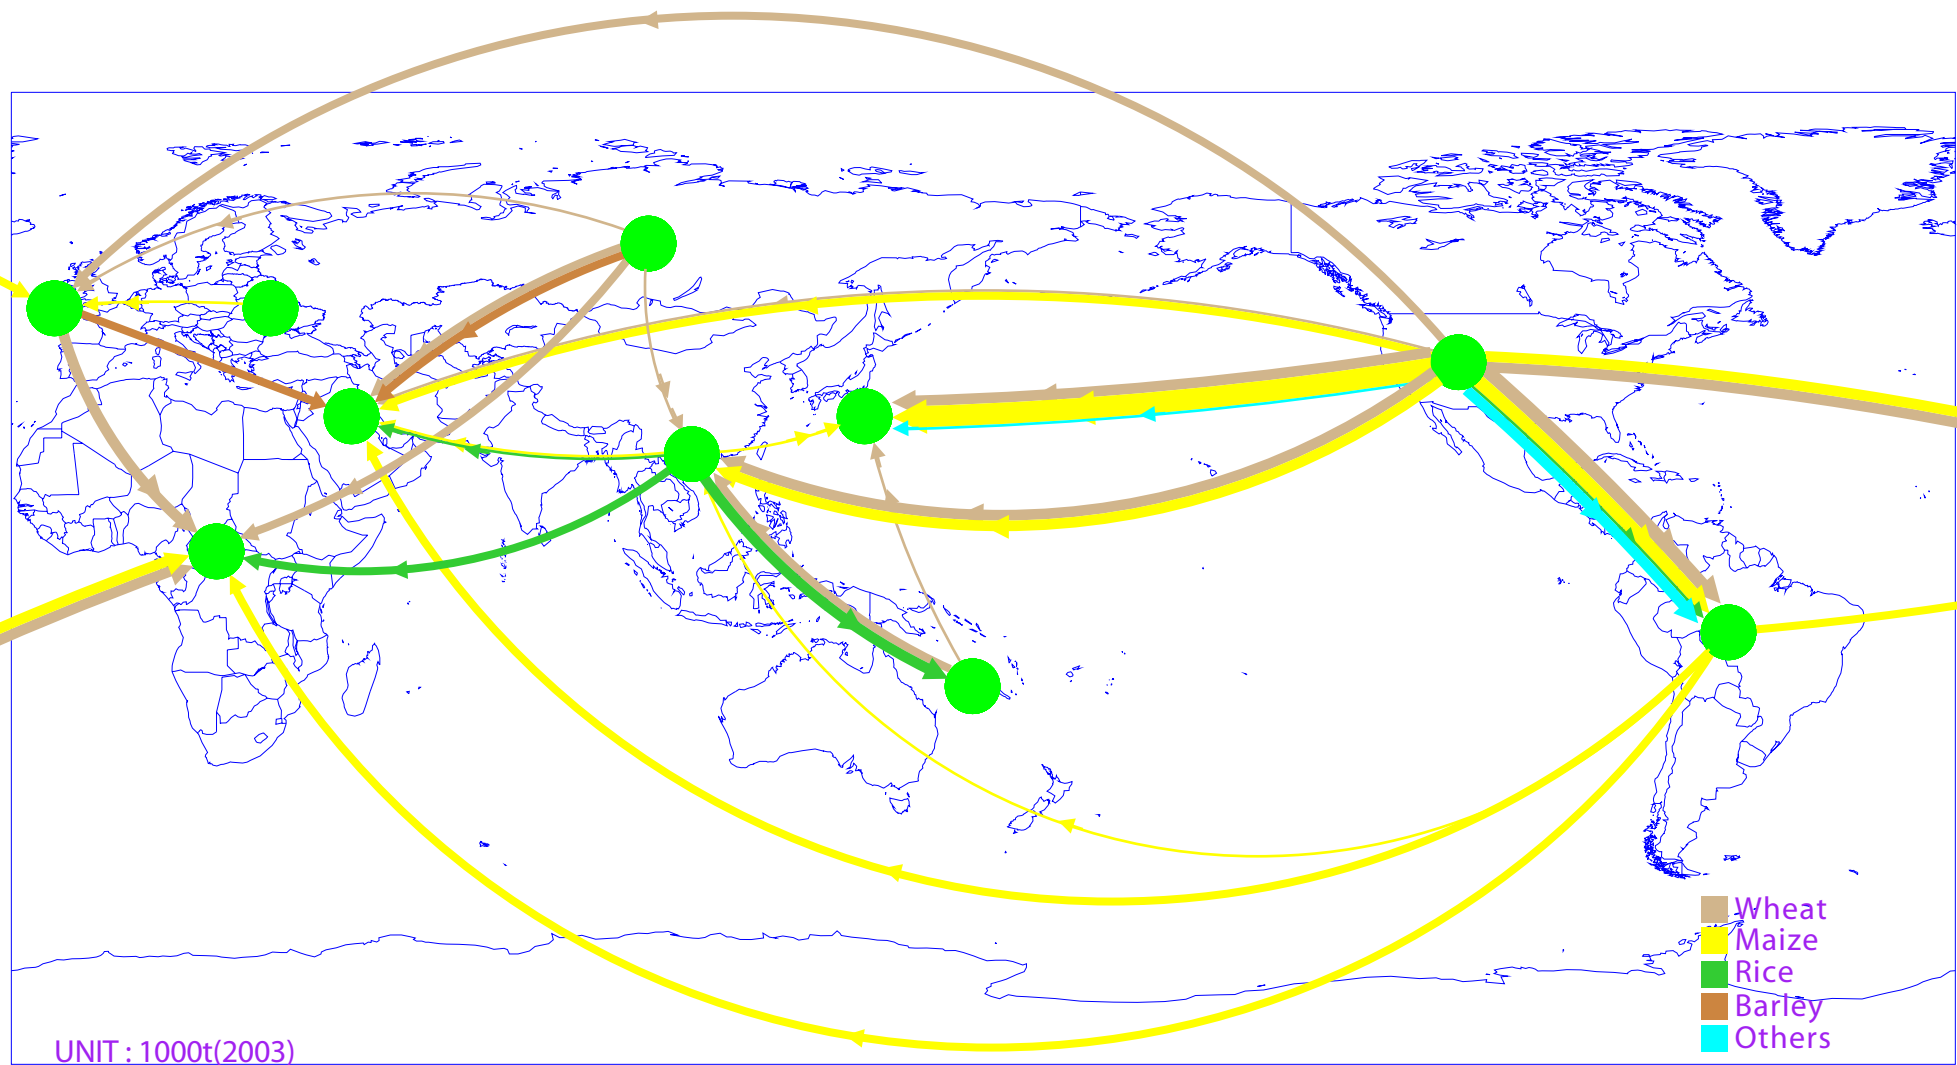 Wheat
Maize
Rice
Barley
Others
UNIT : 1000t(2003)